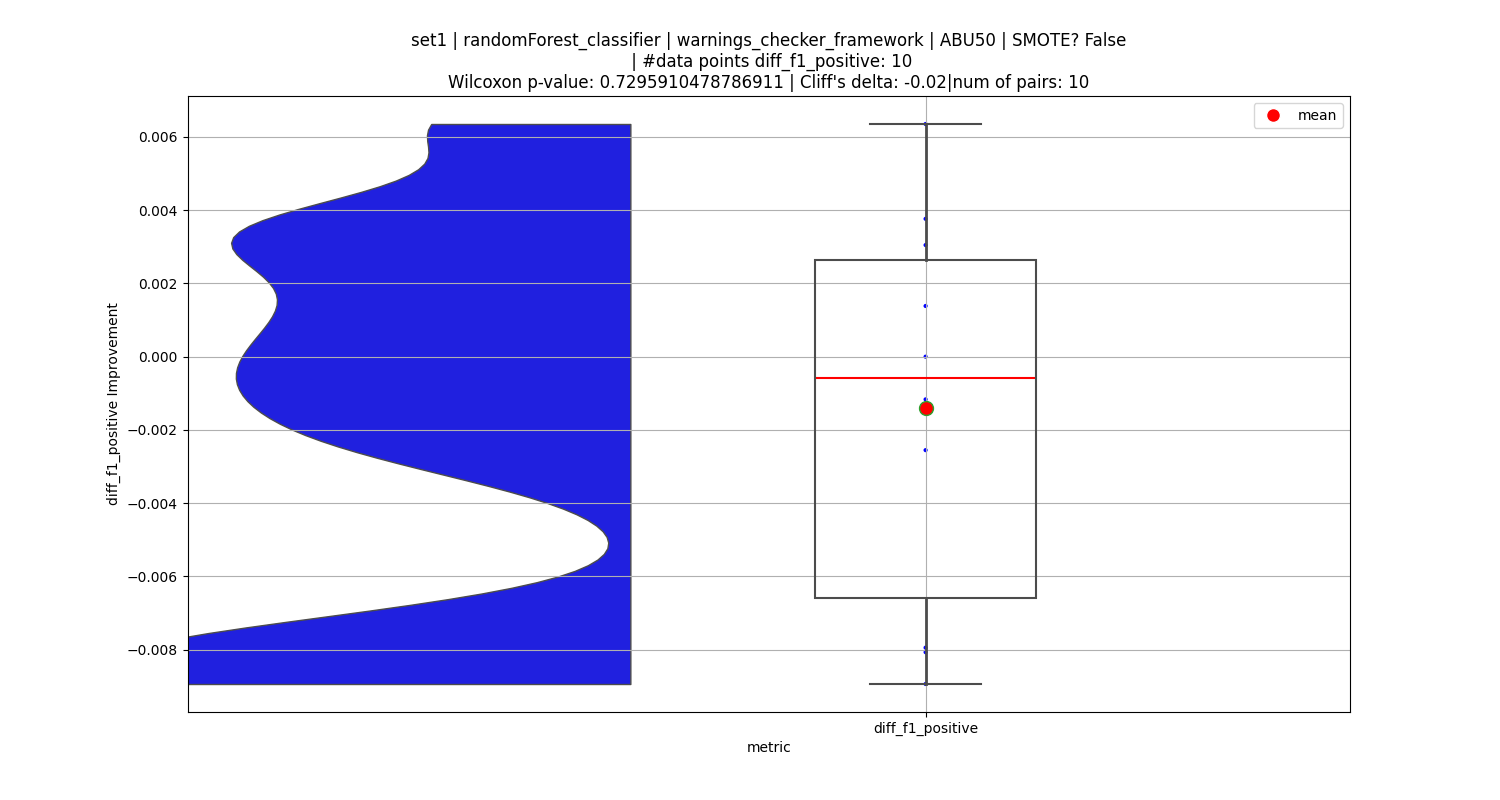 set1 | randomForest_classifier | warnings_checker_framework | ABU50 | SMOTE? False
| #data points diff_f1_positive: 10
Wilcoxon p-value: 0.7295910478786911 | Cliff's delta: -0.02|num of pairs: 10
mean
0.006
0.004
0.002
0.000
−0.002
−0.004
−0.006
−0.008
diff_f1_positive Improvement
diff_f1_positive
metric